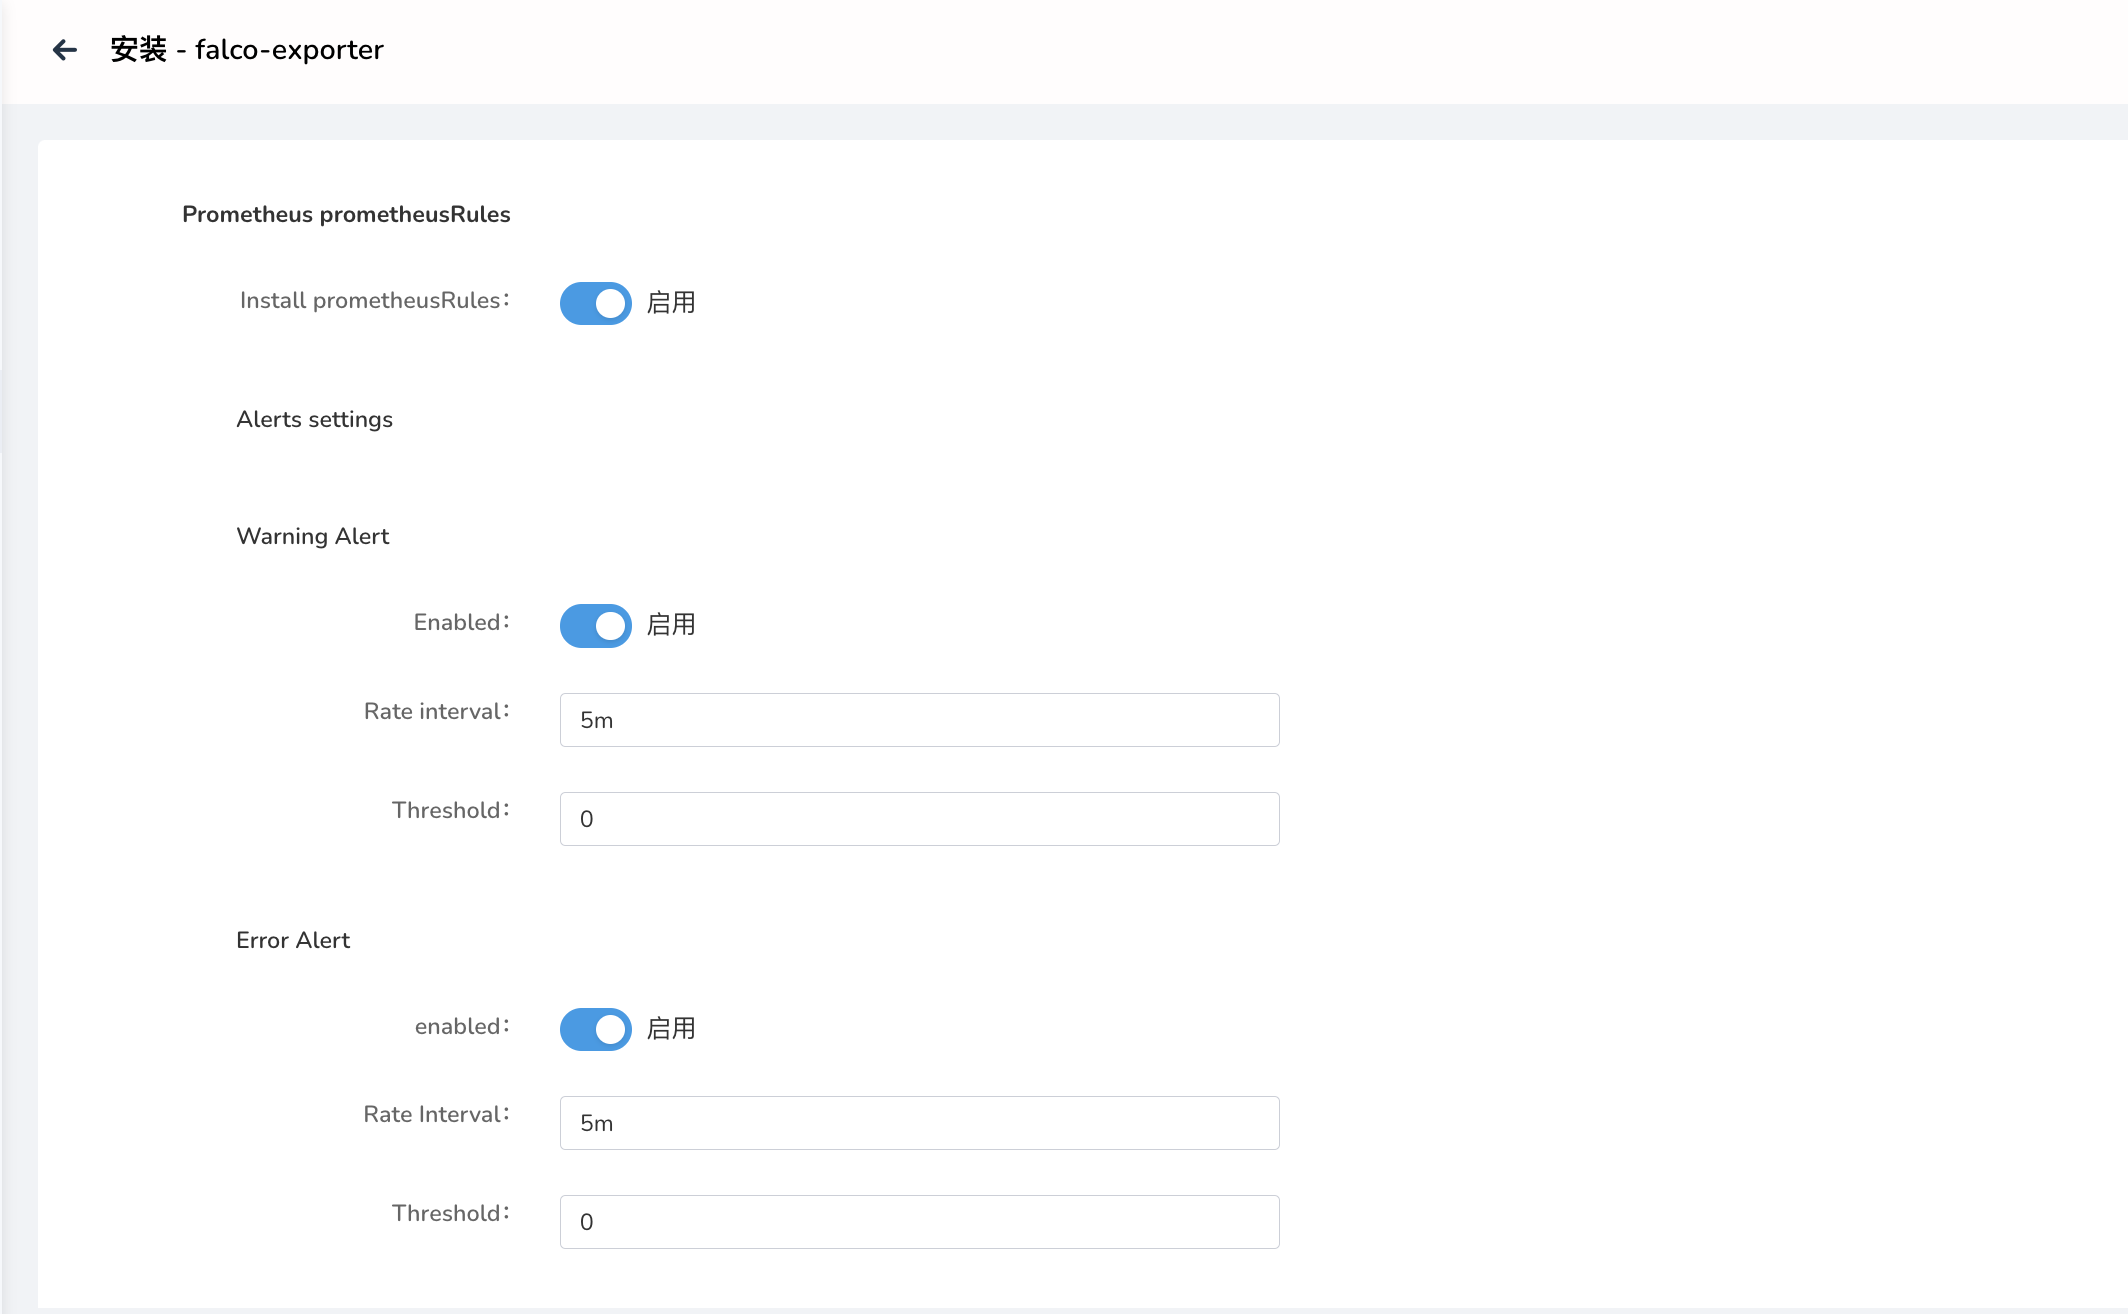 安装 - falco-exporter
Prometheus prometheusRules
Install prometheusRules： 启用
Alerts settings
Warning Alert
Enabled： 启用
Rate interval： 5m
Threshold： 0
Error Alert
enabled： 启用
Rate Interval： 5m
Threshold： 0